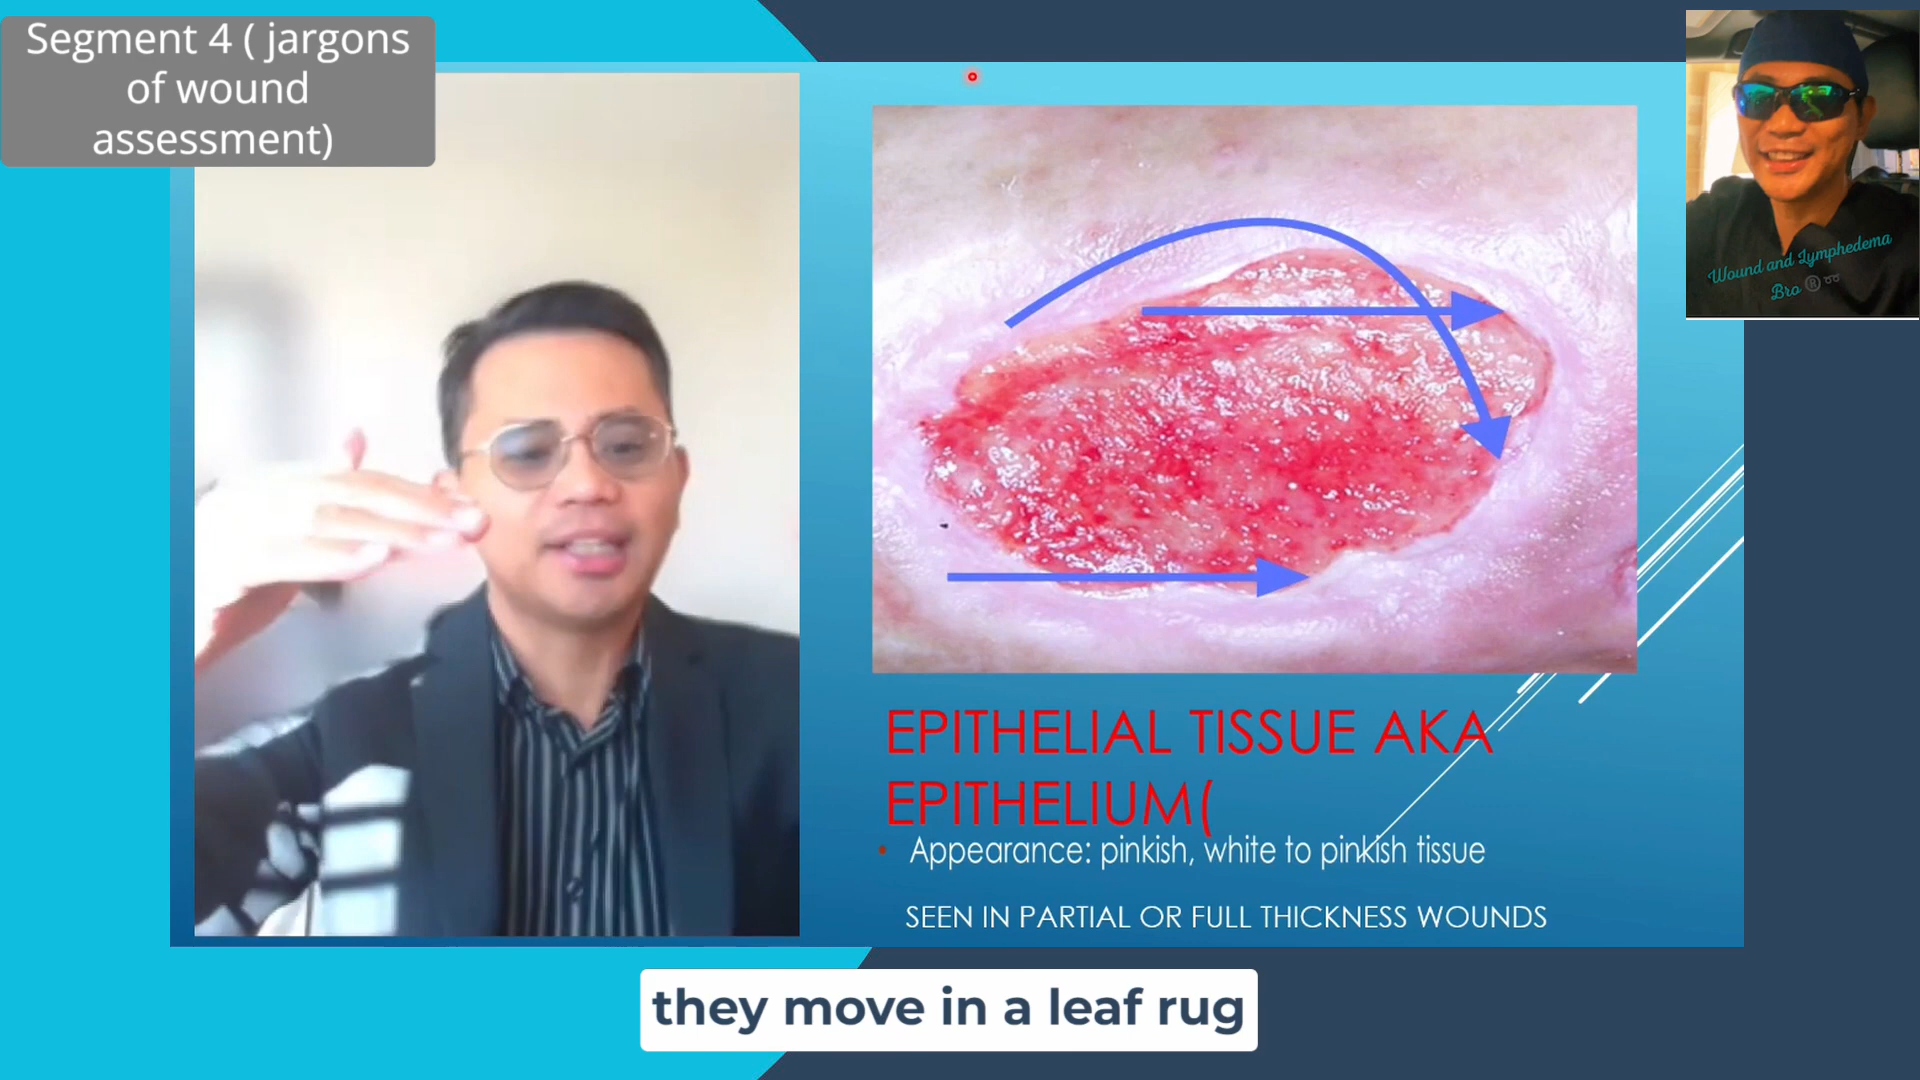 Segment 4 ( jargons
of wound
assessment)
Wound and Lymphedema
Bro ®
EPITHELIAL TISSUE AKA
EPITHELIUM(
• Appearance: pinkish, white to pinkish tissue
SEEN IN PARTIAL OR FULL THICKNESS WOUNDS
they move in a leaf rug